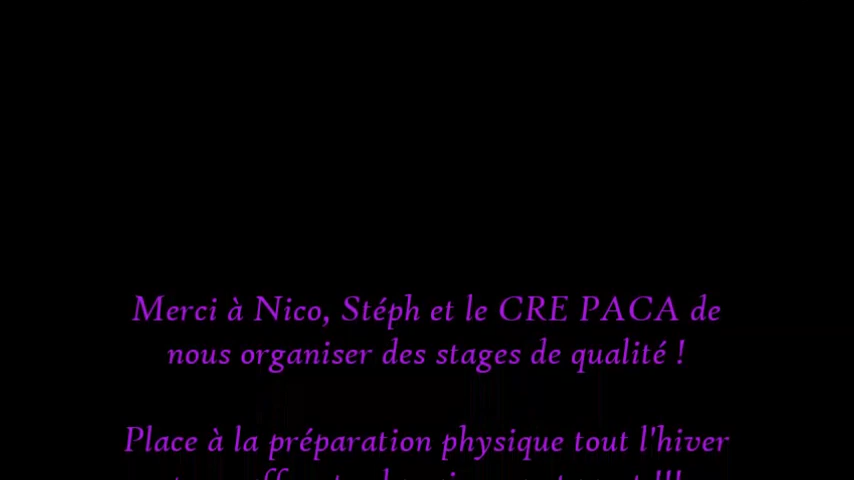 Merci à Nico, Stéph et le CRE PACA de
nous organiser des stages de qualité !
Place à la préparation physique tout l'hiver